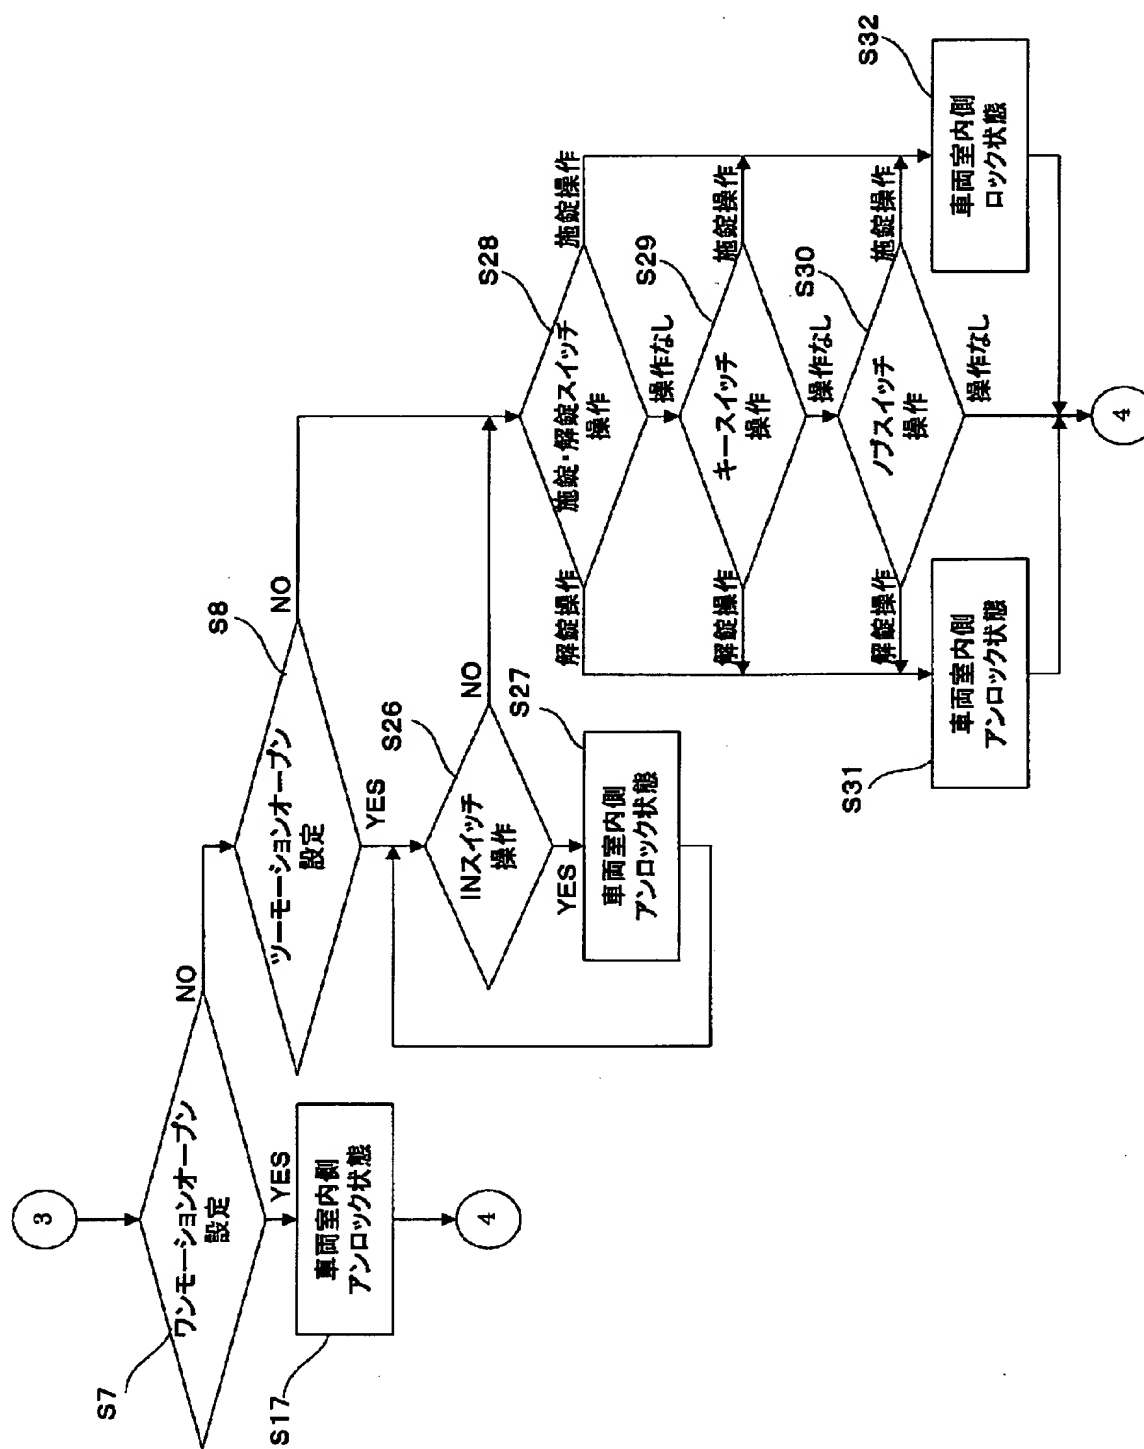 3
S7
ワンモーションオープン
設定
NO
YES
S17
車両室内側
アンロック状態
4
S8
ツーモーションオープン
設定
NO
YES
S26
INスイッチ
操作
NO
YES
S27
車両室内側
アンロック状態
S28
施錠・解錠スイッチ
操作
解錠操作
施錠操作
操作なし
S29
キースイッチ
操作
解錠操作
施錠操作
操作なし
S30
ノブスイッチ
操作
解錠操作
施錠操作
操作なし
S31
車両室内側
アンロック状態
S32
車両室内側
ロック状態
4